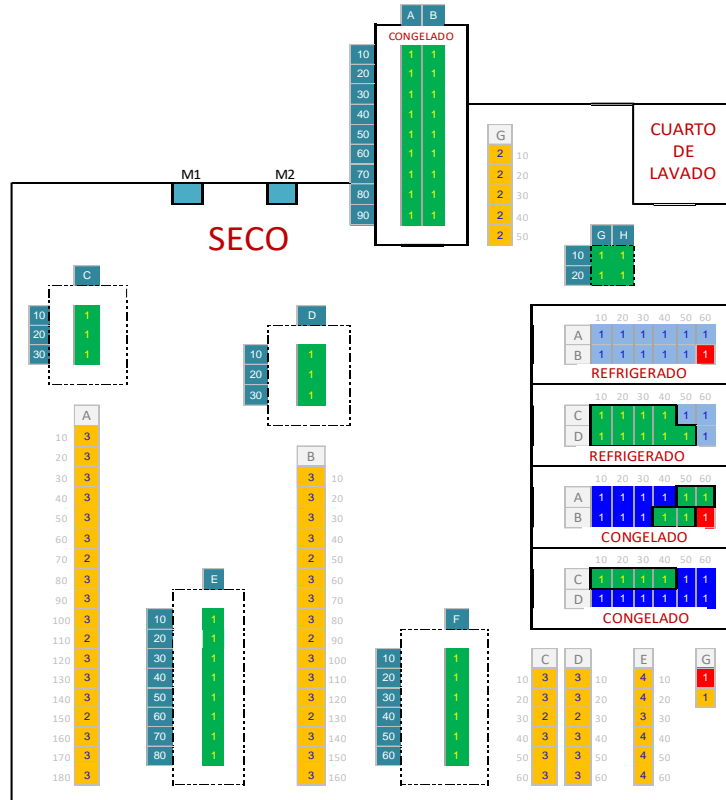 A B
CONGELADO
10 1 1
20 1 1
30 1 1
40 1 1
50 1 1 G CUARTO
60 1 1 2 10 DE
M1 M2 70 1 1 2 20 LAVADO
80 1 1 2 30
90 1 1 2 40
SECO 2 50 G H
10 1 1
C 20 1 1
10 1 D 10 20 30 40 50 60
20 1 A 1 1 1 1 1 1
30 1 10 1 B 1 1 1 1 1 1
20 1 REFRIGERADO
30 1 10 20 30 40 50 60
A C 1 1 1 1 1 1
10 3 D 1 1 1 1 1 1
20 3 B REFRIGERADO
30 3 3 10 10 20 30 40 50 60
40 3 3 20 A 1 1 1 1 1 1
50 3 3 30 B 1 1 1 1 1 1
60 3 3 40 CONGELADO
70 2 2 50 10 20 30 40 50 60
80 3 E 3 60 C 1 1 1 1 1 1
90 3 3 70 D 1 1 1 1 1 1
100 3 10 1 3 80 F CONGELADO
110 2 20 1 2 90
120 3 30 1 3 100 10 1 C D E G
130 3 40 1 3 110 20 1 10 3 3 10 4 10 10 1
140 3 50 1 3 120 30 1 20 3 3 20 4 20 20 1
150 2 60 1 2 130 40 1 30 2 2 30 4 30
160 3 70 1 3 140 50 1 40 3 3 40 4 40
170 3 80 1 3 150 60 1 50 3 3 50 4 50
180 3 3 160 60 3 3 60 4 60